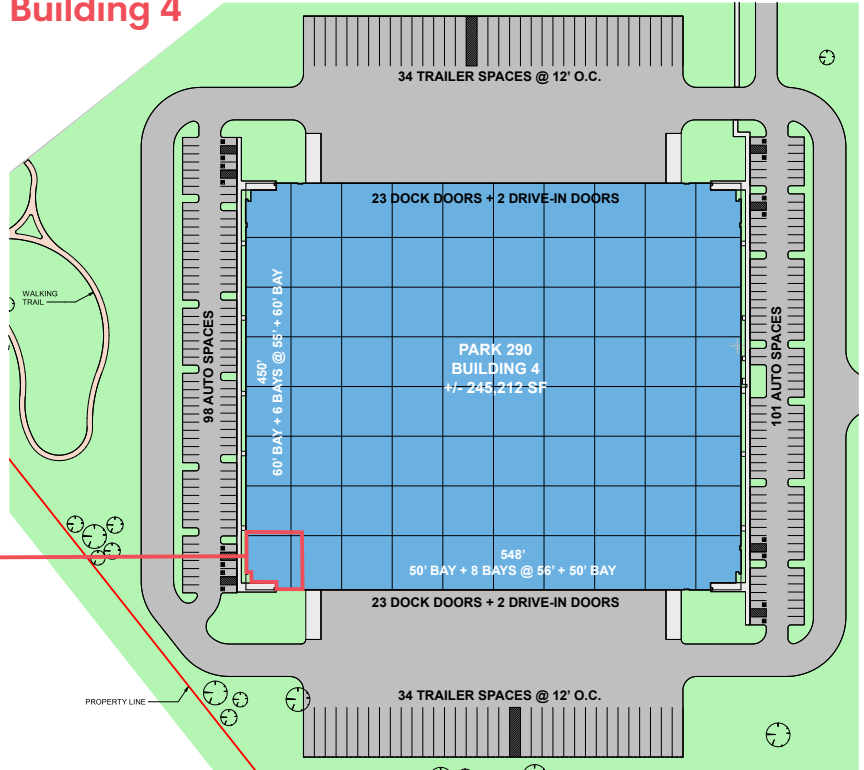 Building 4
34 TRAILER SPACES @ 12' O.C.
23 DOCK DOORS + 2 DRIVE-IN DOORS
WALKING
TRAIL
98 AUTO SPACES
450'
60' BAY + 6 BAYS @ 55' + 60' BAY
PARK 290
BUILDING 4
+/- 245,212 SF
101 AUTO SPACES
548'
50' BAY + 8 BAYS @ 56' + 50' BAY
23 DOCK DOORS + 2 DRIVE-IN DOORS
PROPERTY LINE
34 TRAILER SPACES @ 12' O.C.